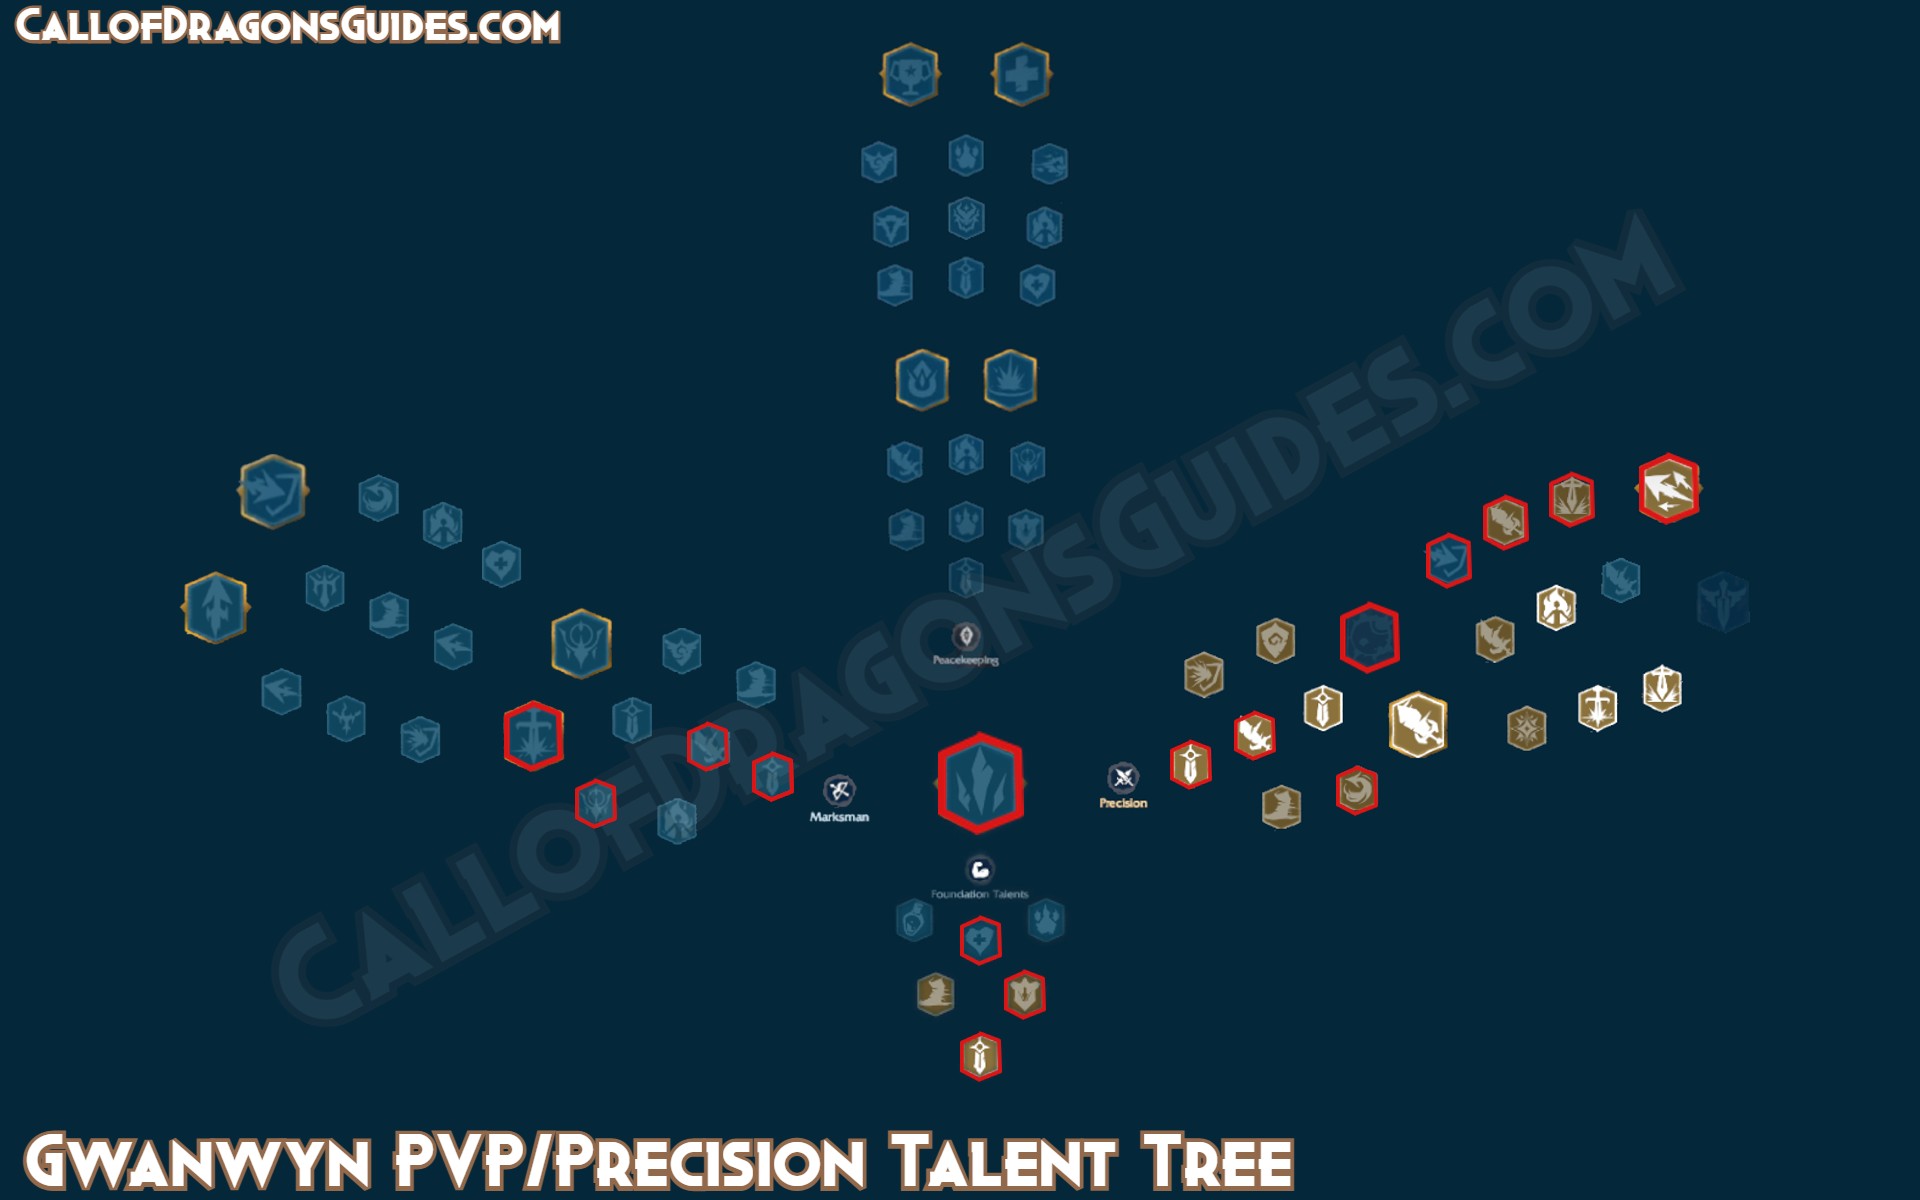 CALLOFDRAGONSGUIDES.COM
CALLOFDRAGONSGUIDES.COM
Peacekeeping
Marksman
Precision
Foundation Talents
GWANWYN PVP/PRECISION TALENT TREE